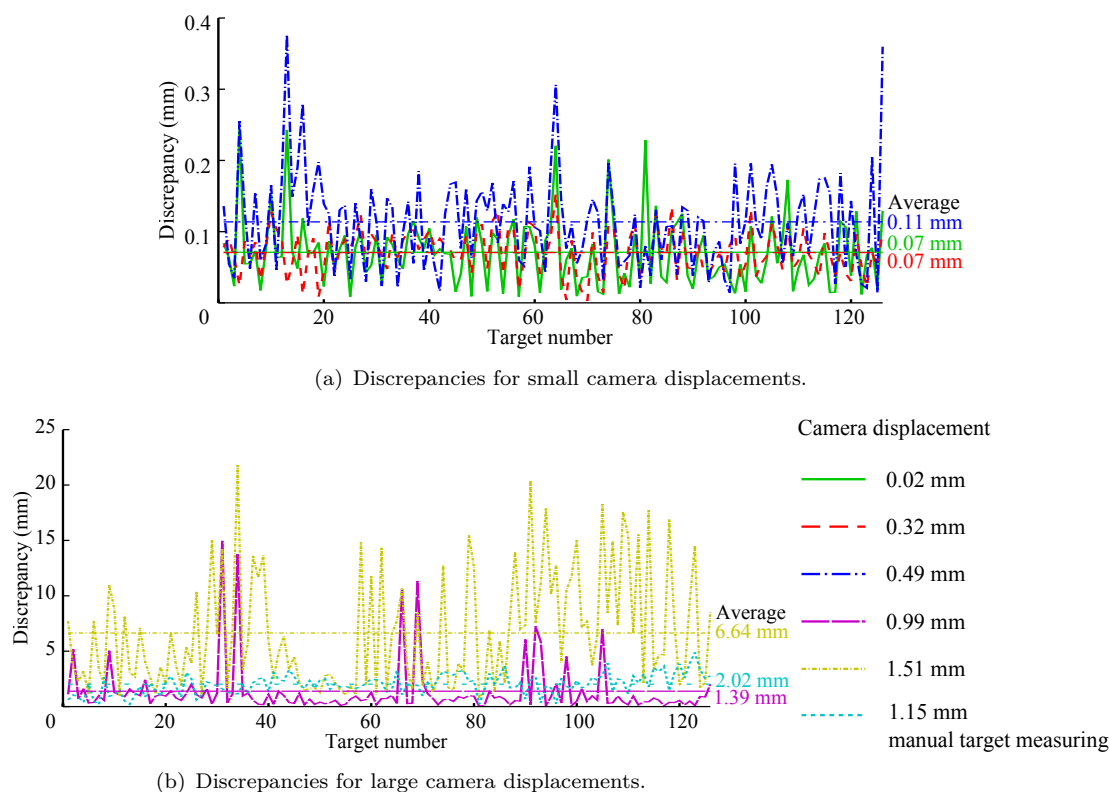 0.4
0.3
0.2
0.1
Discrepancy (mm)
Average
0.11 mm
0.07 mm
0.07 mm
0 20 40 60 80 100 120
Target number
(a) Discrepancies for small camera displacements.
25
20
15
10
5
Discrepancy (mm)
Average
6.64 mm
2.02 mm
1.39 mm
0 20 40 60 80 100 120
Target number
Camera displacement
0.02 mm
0.32 mm
0.49 mm
0.99 mm
1.51 mm
1.15 mm
manual target measuring
(b) Discrepancies for large camera displacements.